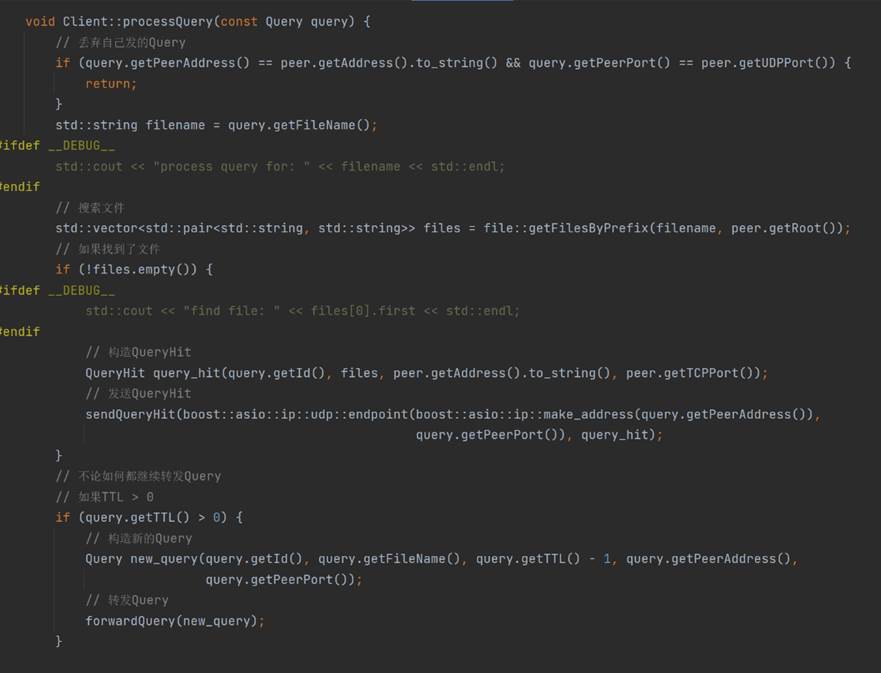 void Client::processQuery(const Query query) {
    // 丢弃自己发的Query
    if (query.getPeerAddress() == peer.getAddress().to_string() && query.getPeerPort() == peer.getUDPPort()) {
        return;
    }
    std::string filename = query.getFileName();
#ifdef __DEBUG__
    std::cout << "process query for: " << filename << std::endl;
#endif
    // 搜索文件
    std::vector<std::pair<std::string, std::string>> files = file::getFilesByPrefix(filename, peer.getRoot());
    // 如果找到了文件
    if (!files.empty()) {
#ifdef __DEBUG__
        std::cout << "find file: " << files[0].first << std::endl;
#endif
        // 构造QueryHit
        QueryHit query_hit(query.getId(), files, peer.getAddress().to_string(), peer.getTCPPort());
        // 发送QueryHit
        sendQueryHit(boost::asio::ip::udp::endpoint(boost::asio::ip::make_address(query.getPeerAddress()),
                                                    query.getPeerPort()), query_hit);
    }
    // 不论如何都继续转发Query
    // 如果TTL > 0
    if (query.getTTL() > 0) {
        // 构造新的Query
        Query new_query(query.getId(), query.getFileName(), query.getTTL() - 1, query.getPeerAddress(),
                        query.getPeerPort());
        // 转发Query
        forwardQuery(new_query);
    }